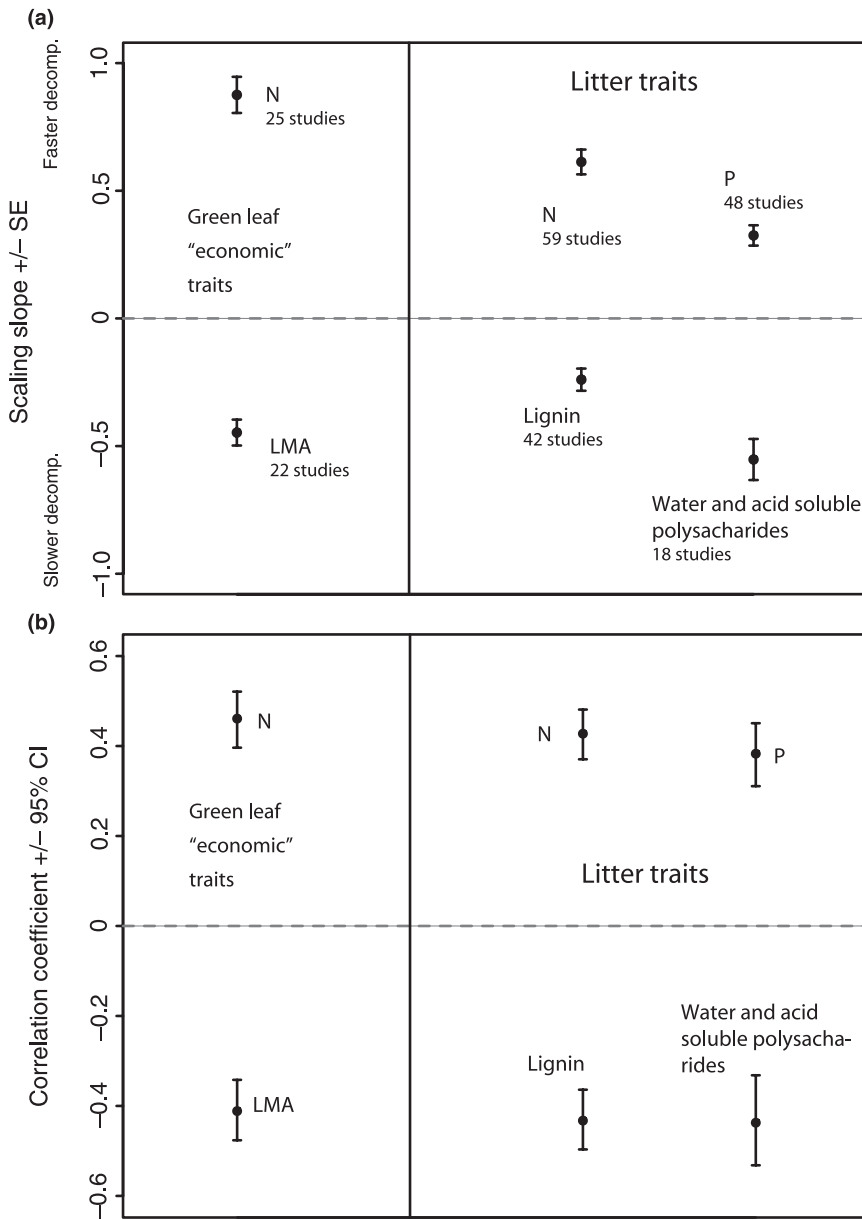 (a)
Faster decomp.
Slower decomp.
Scaling slope +/– SE
1.0
0.5
0
–0.5
–1.0
N
25 studies
Green leaf
“economic”
traits
LMA
22 studies
Litter traits
N
59 studies
P
48 studies
Lignin
42 studies
Water and acid soluble
polysacharides
18 studies
(b)
Correlation coefficient +/– 95% CI
0.6
0.4
0.2
0
–0.2
–0.4
–0.6
N
Green leaf
“economic”
traits
LMA
N
P
Litter traits
Lignin
Water and acid
soluble polysacha-
rides